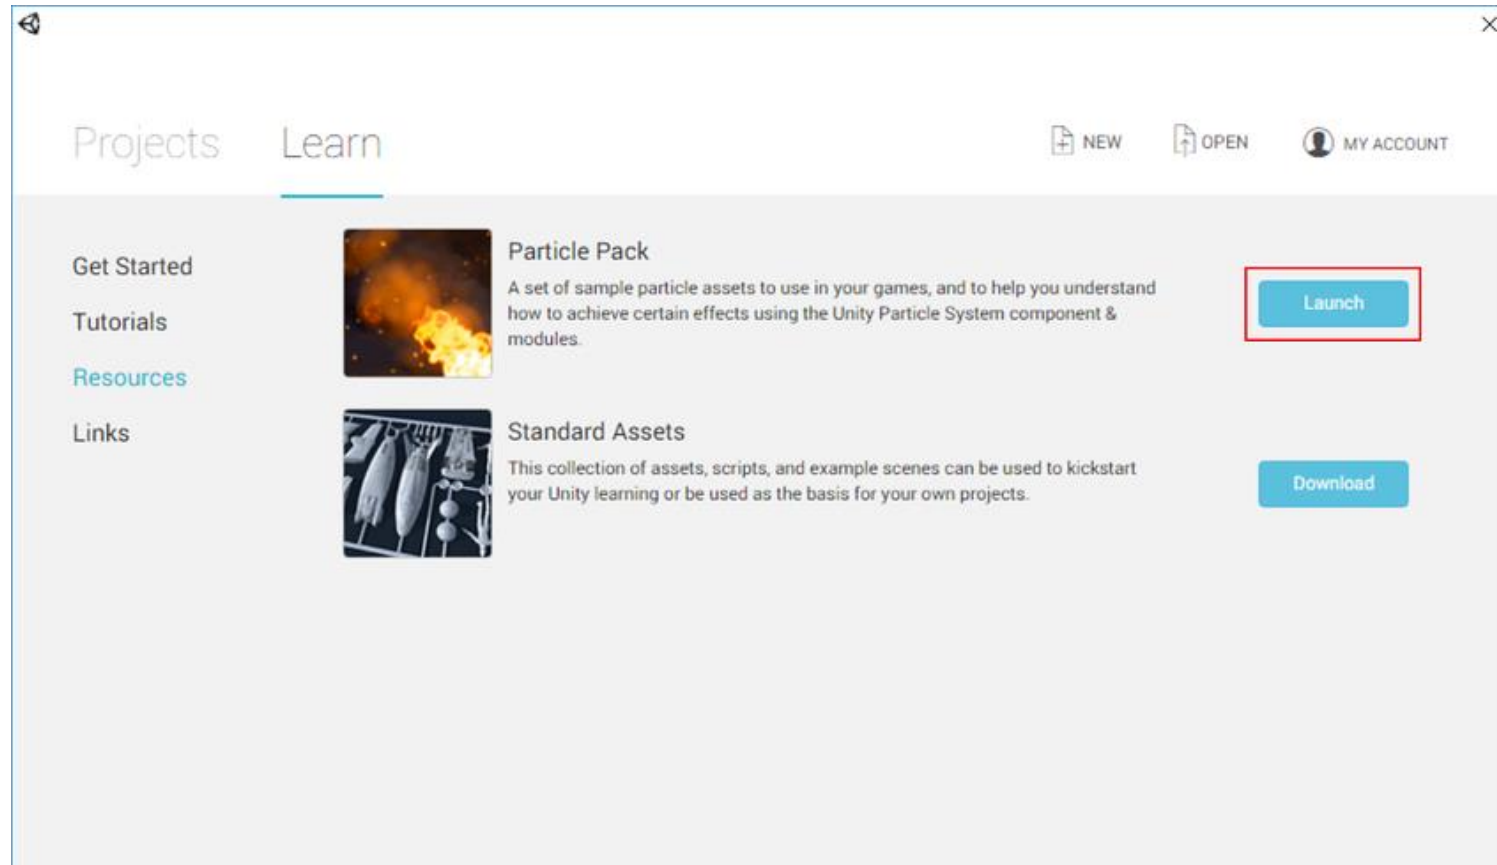 Projects
Learn
NEW
OPEN
MY ACCOUNT
Get Started
Tutorials
Resources
Links
Particle Pack
A set of sample particle assets to use in your games, and to help you understand
how to achieve certain effects using the Unity Particle System component &
modules.
Launch
Standard Assets
This collection of assets, scripts, and example scenes can be used to kickstart
your Unity learning or be used as the basis for your own projects.
Download